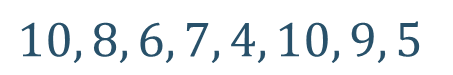 10, 8, 6, 7, 4, 10, 9, 5